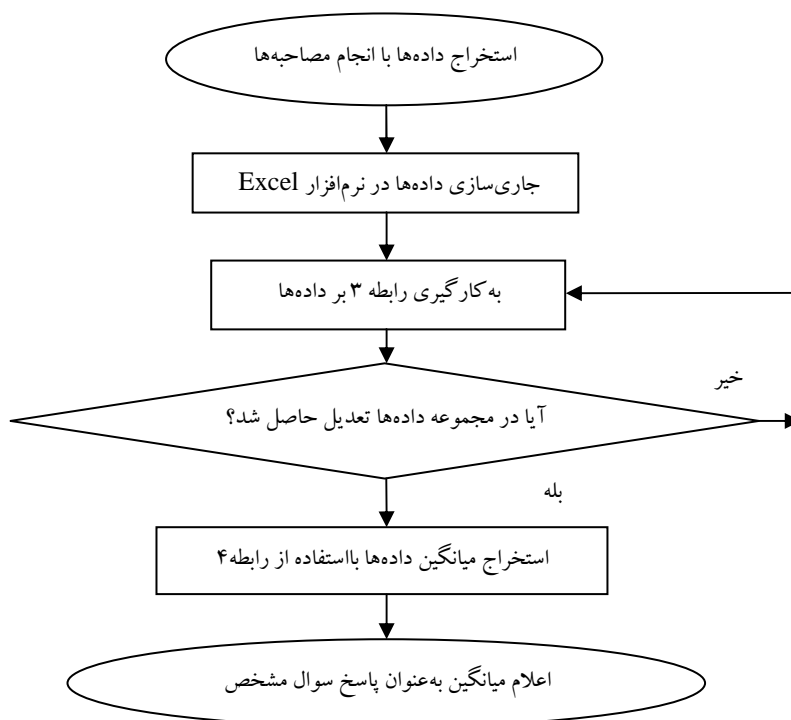 استخراج داده‌ها با انجام مصاحبه‌ها
جاری‌سازی داده‌ها در نرم‌افزار Excel
به‌کارگیری رابطه ۳ بر داده‌ها
خیر
آیا در مجموعه داده‌ها تعدیل حاصل شد؟
بله
استخراج میانگین داده‌ها بااستفاده از رابطه۴
اعلام میانگین به‌عنوان پاسخ سوال مشخص